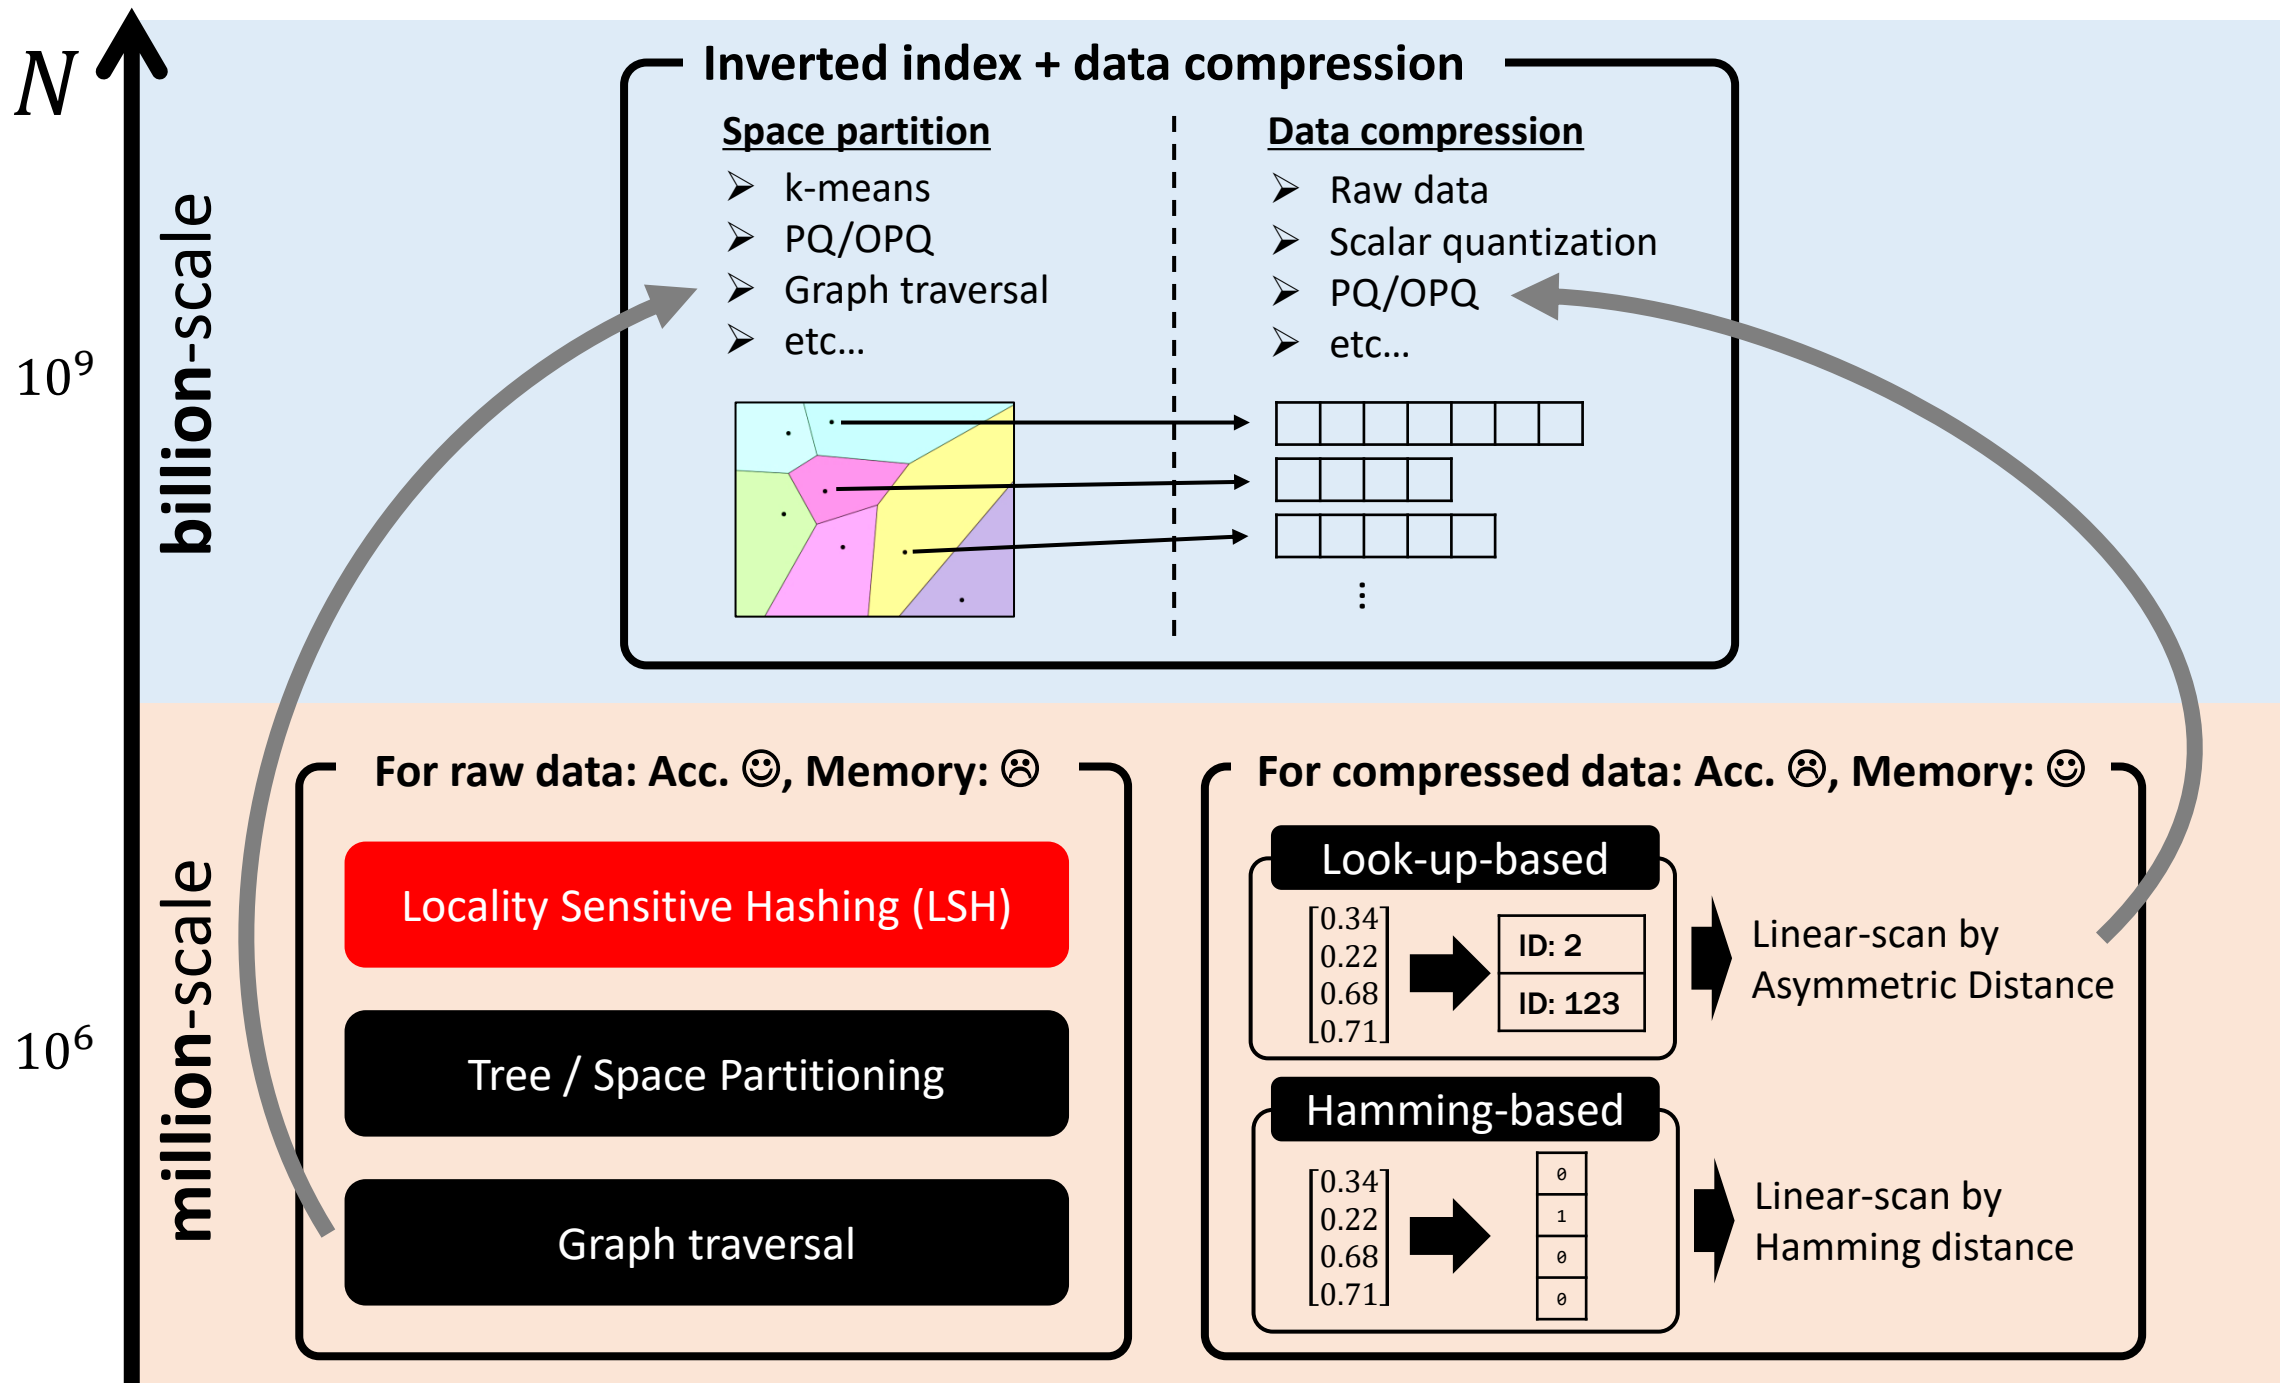 N
Inverted index + data compression
Space partition
➢ k-means
➢ PQ/OPQ
➢ Graph traversal
➢ etc...
Data compression
➢ Raw data
➢ Scalar quantization
➢ PQ/OPQ
➢ etc...
⋮
billion-scale
10⁹
For raw data: Acc. ☺, Memory: ☹
Locality Sensitive Hashing (LSH)
Tree / Space Partitioning
Graph traversal
For compressed data: Acc. ☹, Memory: ☺
Look-up-based
0.34
0.22
0.68
0.71
ID: 2
ID: 123
Linear-scan by
Asymmetric Distance
Hamming-based
0.34
0.22
0.68
0.71
0
1
0
0
Linear-scan by
Hamming distance
million-scale
10⁶